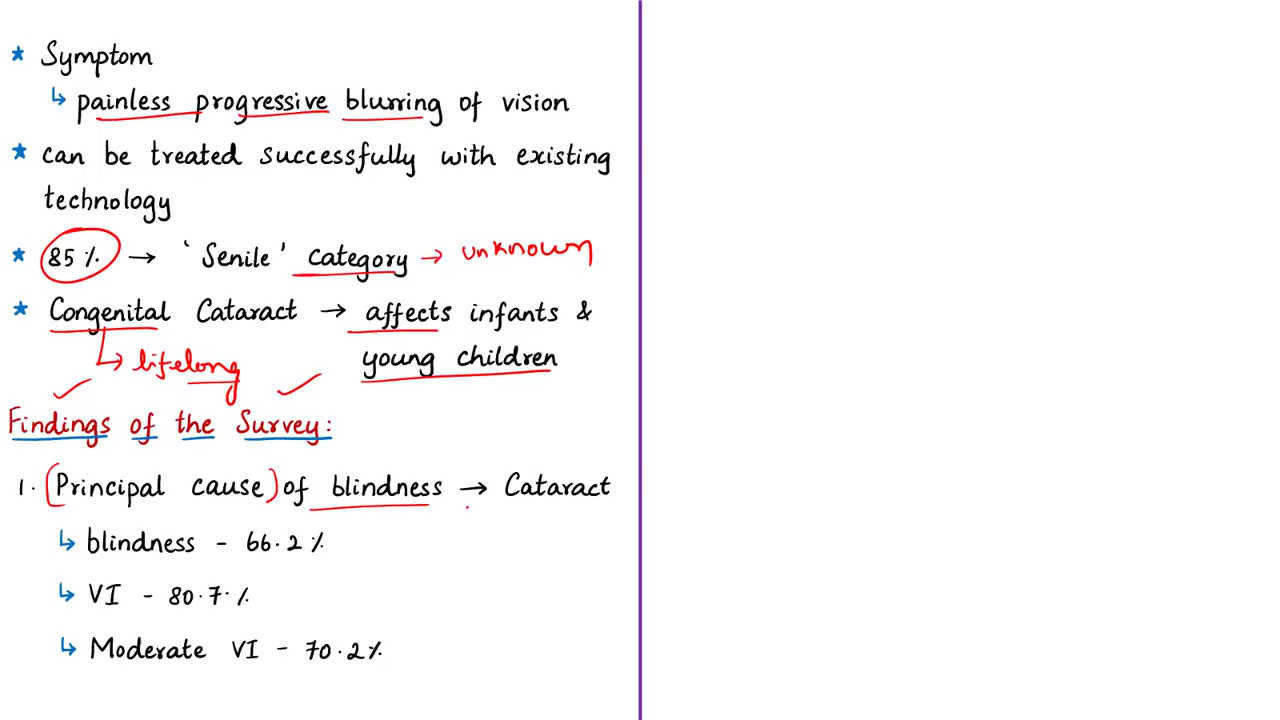 * Symptom
↳ painless progressive blurring of vision
* can be treated successfully with existing
technology
* 85% → 'Senile' category → unknown
* Congenital Cataract → affects infants &
↳ lifelong young children
Findings of the Survey:
1. (Principal cause) of blindness → Cataract
↳ blindness - 66.2%
↳ VI - 80.7%
↳ Moderate VI - 70.2%